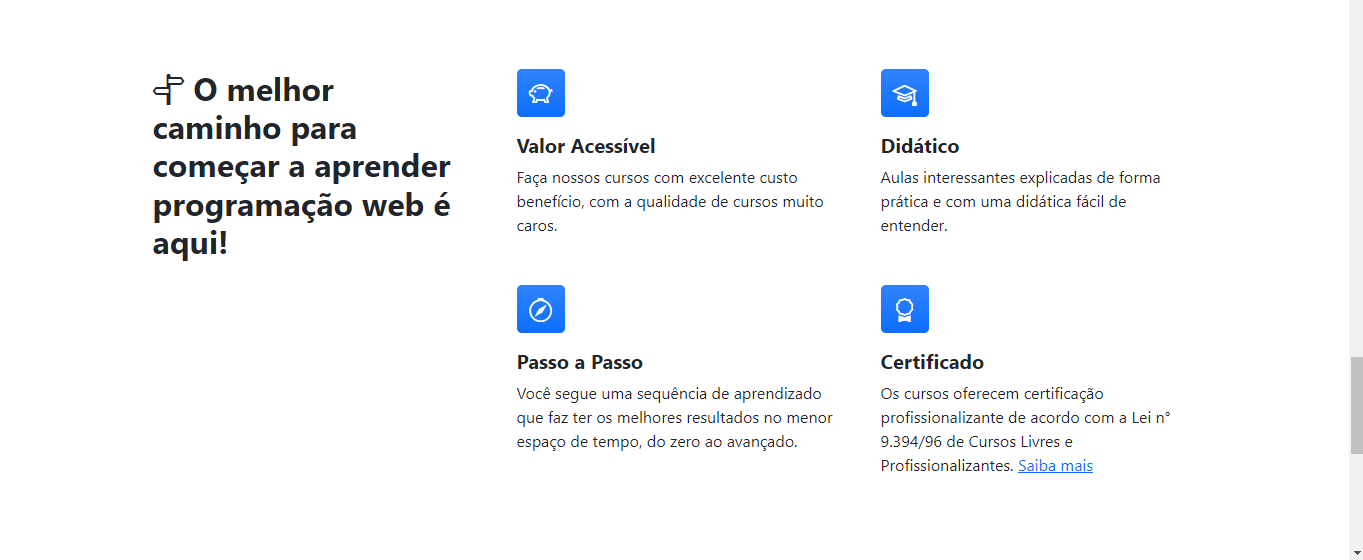 O melhor
caminho para
começar a aprender
programação web é
aqui!
Valor Acessível
Faça nossos cursos com excelente custo
benefício, com a qualidade de cursos muito
caros.
Didático
Aulas interessantes explicadas de forma
prática e com uma didática fácil de
entender.
Passo a Passo
Você segue uma sequência de aprendizado
que faz ter os melhores resultados no menor
espaço de tempo, do zero ao avançado.
Certificado
Os cursos oferecem certificação
profissionalizante de acordo com a Lei n°
9.394/96 de Cursos Livres e
Profissionalizantes. Saiba mais